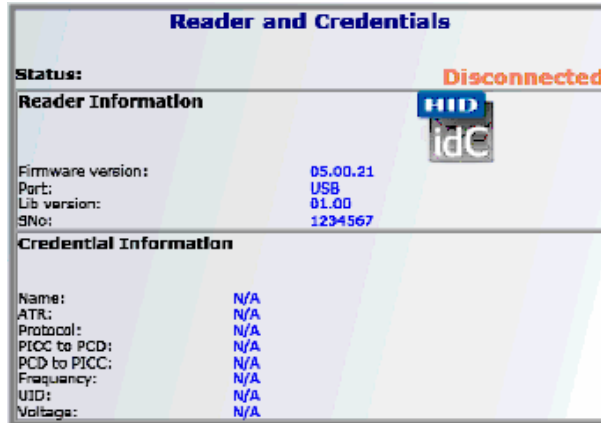 Reader and Credentials
Status: Disconnected
Reader Information
HID
idC
Firmware version: 05.00.21
Port: USB
Lib version: 01.00
SNo: 1234567
Credential Information
Name: N/A
ATR: N/A
Protocol: N/A
PICC to PCD: N/A
PCD to PICC: N/A
Frequency: N/A
UID: N/A
Voltage: N/A